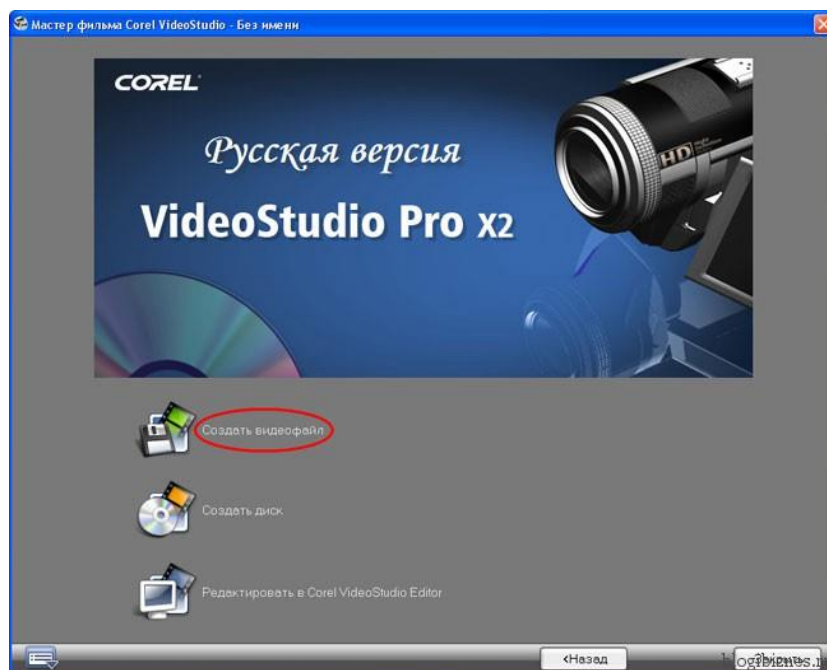 Мастер фильма Corel VideoStudio - Без имени
COREL
Русская версия
VideoStudio Pro X2
HD
Создать видеофайл
Создать диск
Редактировать в Corel VideoStudio Editor
<Назад